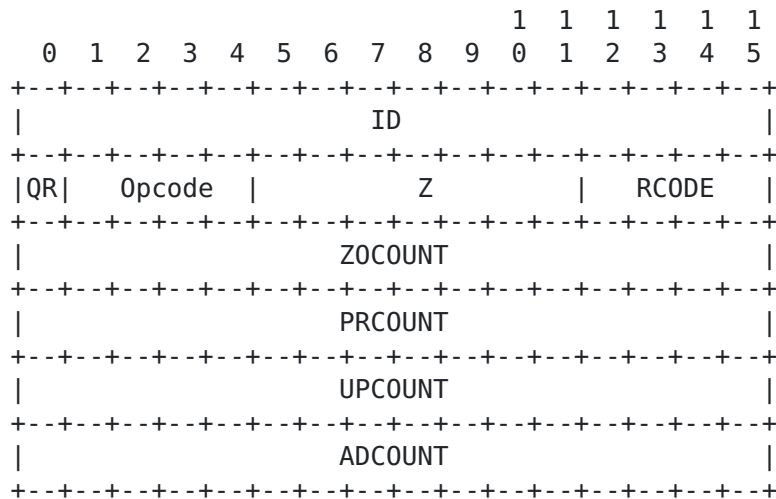 1  1  1  1  1  1
  0  1  2  3  4  5  6  7  8  9  0  1  2  3  4  5
+--+--+--+--+--+--+--+--+--+--+--+--+--+--+--+--+
|                      ID                       |
+--+--+--+--+--+--+--+--+--+--+--+--+--+--+--+--+
|QR|   Opcode  |          Z         |   RCODE   |
+--+--+--+--+--+--+--+--+--+--+--+--+--+--+--+--+
|                    ZOCOUNT                    |
+--+--+--+--+--+--+--+--+--+--+--+--+--+--+--+--+
|                    PRCOUNT                    |
+--+--+--+--+--+--+--+--+--+--+--+--+--+--+--+--+
|                    UPCOUNT                    |
+--+--+--+--+--+--+--+--+--+--+--+--+--+--+--+--+
|                    ADCOUNT                    |
+--+--+--+--+--+--+--+--+--+--+--+--+--+--+--+--+